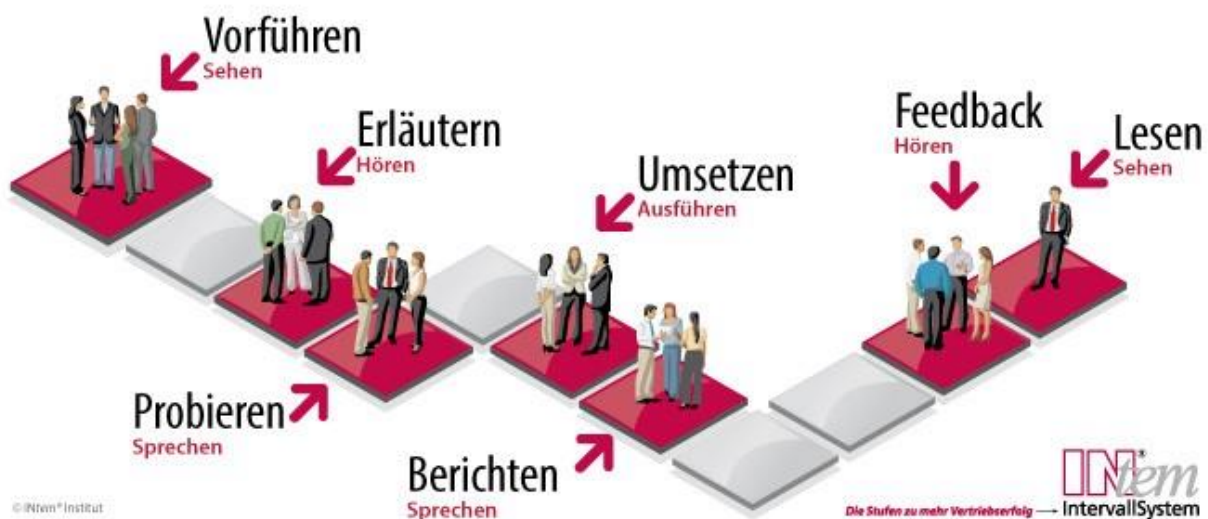 Vorführen
Sehen
Erläutern
Hören
Probieren
Sprechen
Umsetzen
Ausführen
Berichten
Sprechen
Feedback
Hören
Lesen
Sehen
© INtem® Institut
Die Stufen zu mehr Vertriebserfolg →
INtem®
IntervallSystem